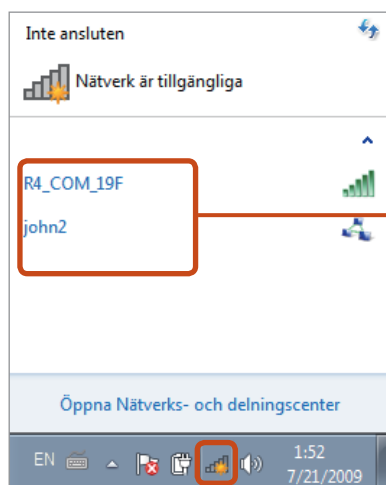 Inte ansluten
Nätverk är tillgängliga
R4_COM_19F
john2
Öppna Nätverks- och delningscenter
EN
1:52
7/21/2009